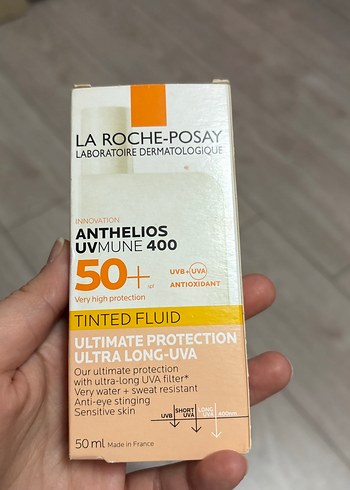 LA ROCHE-POSAY
LABORATOIRE DERMATOLOGIQUE
INNOVATION
ANTHELIOS
UVMUNE 400
50+
Very high protection
UVB + UVA
ANTIOXIDANT
TINTED FLUID
ULTIMATE PROTECTION
ULTRA LONG-UVA
Our ultimate protection
with ultra-long UVA filter*
Very water + sweat resistant
Anti-eye stinging
Sensitive skin
UVB
SHORT UVA
LONG UVA
400nm
50 ml Made in France